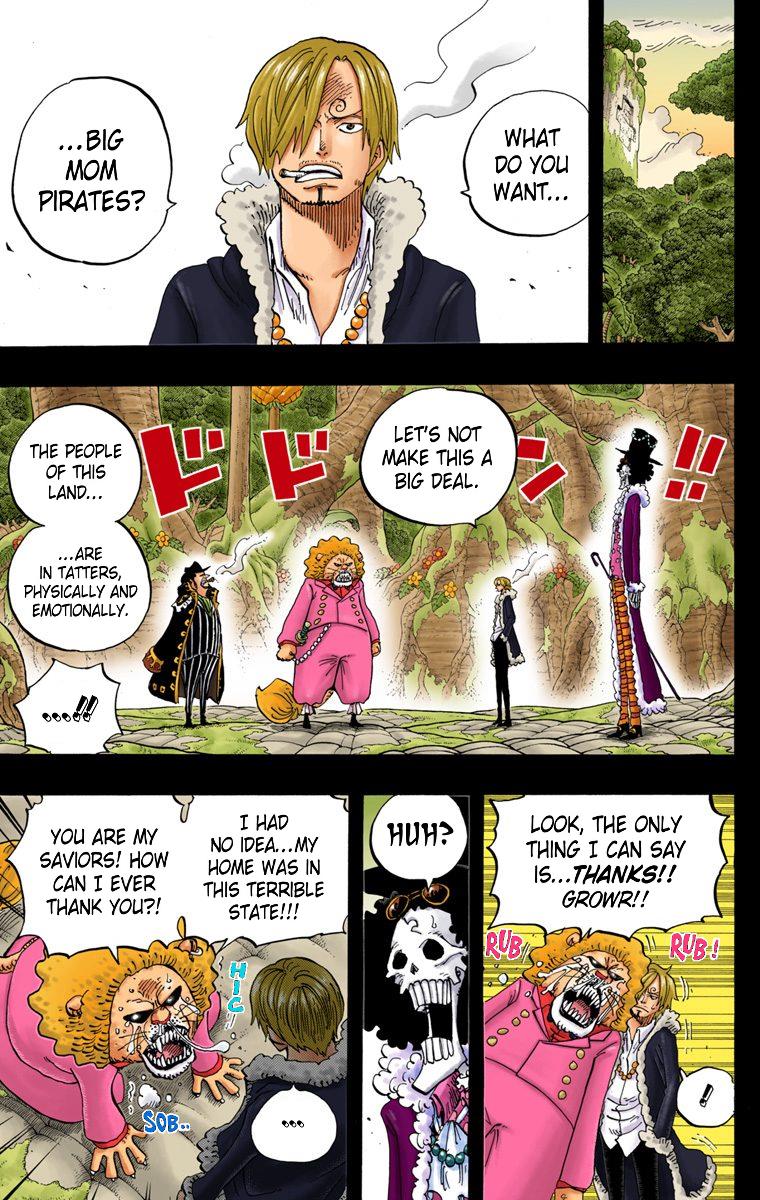 WHAT
DO YOU
WANT...
...BIG
MOM
PIRATES?
LET'S NOT
MAKE THIS A
BIG DEAL.
ドドン!!
THE PEOPLE
OF THIS
LAND...
...ARE
IN TATTERS,
PHYSICALLY AND
EMOTIONALLY.
....!!
LOOK, THE ONLY
THING I CAN SAY
IS...THANKS!!
GROWR!!
RUB
RUB!
!
HUH?
I HAD
NO IDEA...MY
HOME WAS IN
THIS TERRIBLE
STATE!!!
YOU ARE MY
SAVIORS! HOW
CAN I EVER
THANK YOU?!
HIC
SOB..
...